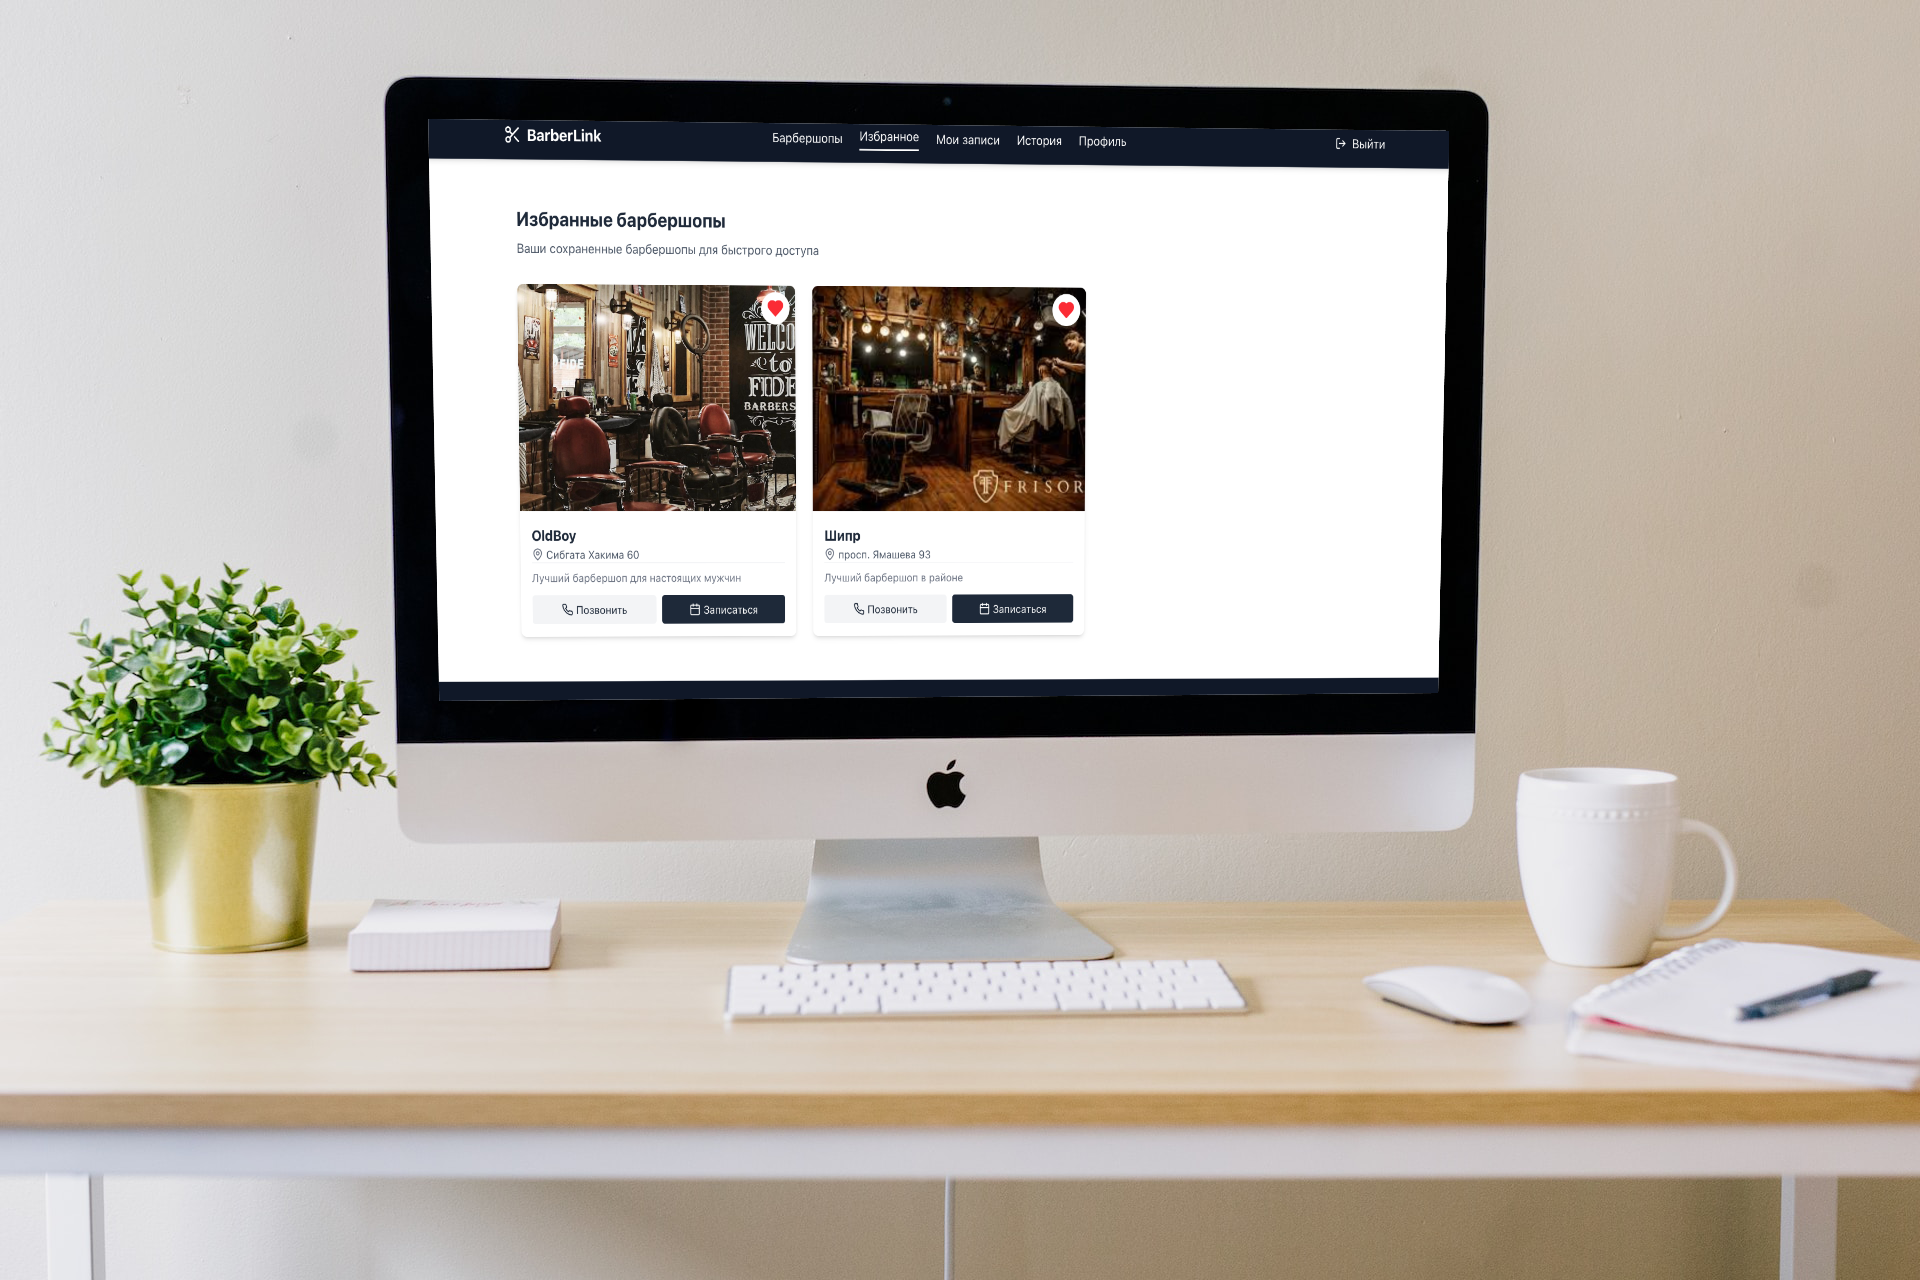 BarberLink
Барбершопы Избранное Мои записи История Профиль
Выйти
Избранные барбершопы
Ваши сохраненные барбершопы для быстрого доступа
WELCO
to
FIDE
BARBERS
FIDE
FRISOR
OldBoy
Сибгата Хакима 60
Лучший барбершоп для настоящих мужчин
Позвонить Записаться
Шипр
просп. Ямашева 93
Лучший барбершоп в районе
Позвонить Записаться